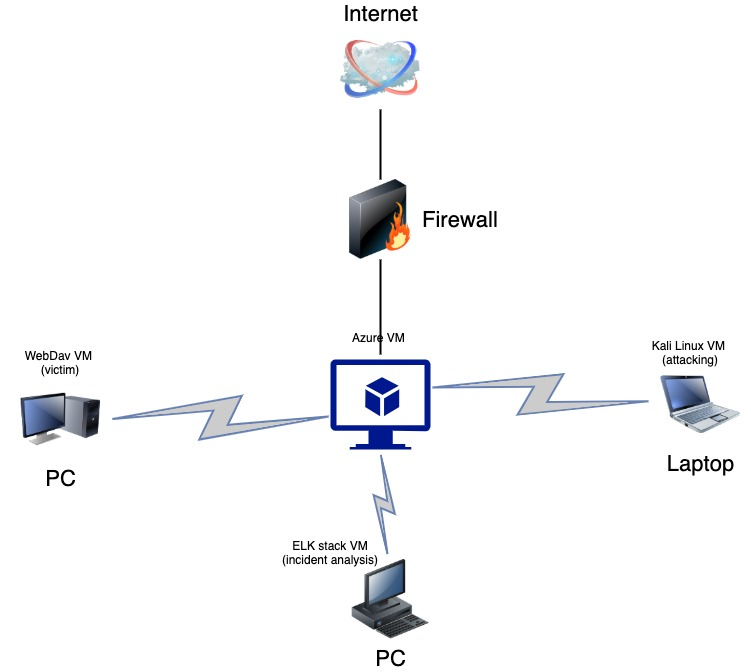 Internet
Firewall
Azure VM
Kali Linux VM
(attacking)
WebDav VM
(victim)
Laptop
PC
ELK stack VM
(incident analysis)
PC